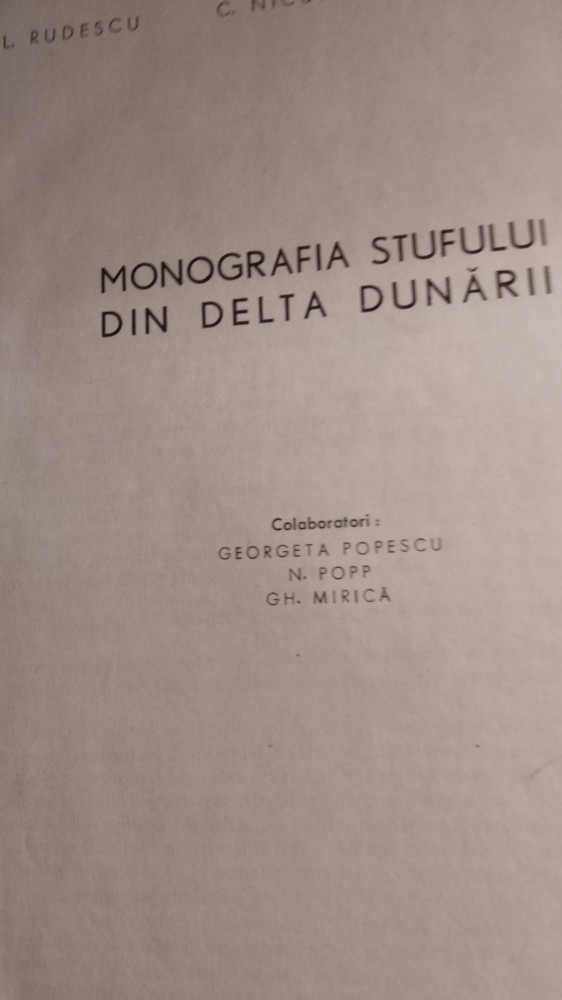 L. RUDESCU C.
MONOGRAFIA STUFULUI
DIN DELTA DUNĂRII
Colaboratori :
GEORGETA POPESCU
N. POPP
GH. MIRICĂ